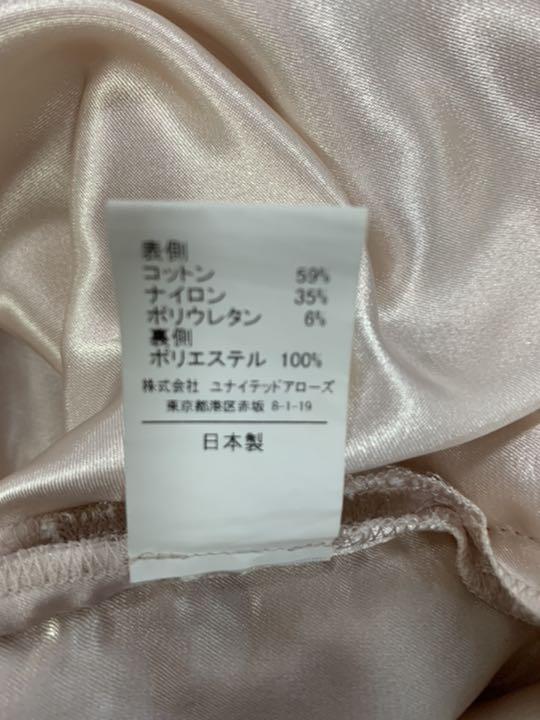 表側
コットン 59%
ナイロン 35%
ポリウレタン 6%
裏側
ポリエステル 100%
株式会社 ユナイテッドアローズ
東京都港区赤坂 8-1-19
日本製